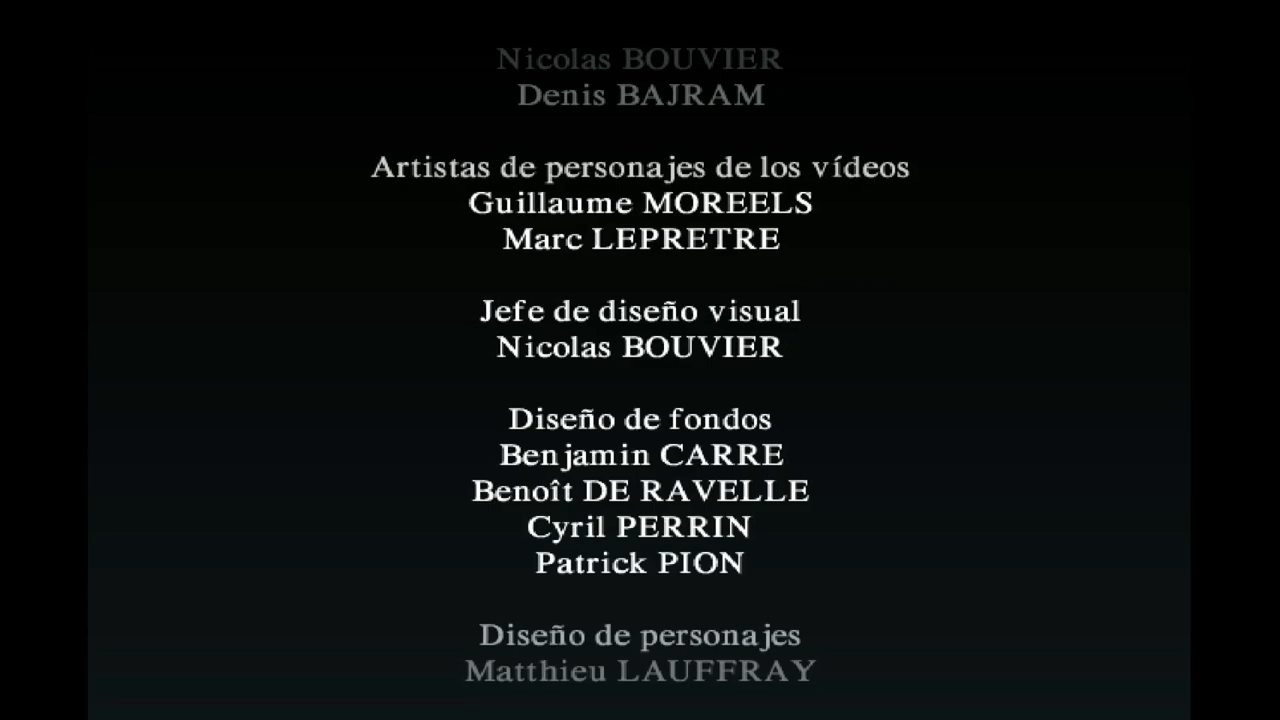 Nicolas BOUVIER
Denis BAJRAM
Artistas de personajes de los vídeos
Guillaume MOREELS
Marc LEPRETRE
Jefe de diseño visual
Nicolas BOUVIER
Diseño de fondos
Benjamin CARRE
Benoît DE RAVELLE
Cyril PERRIN
Patrick PION
Diseño de personajes
Matthieu LAUFFRAY